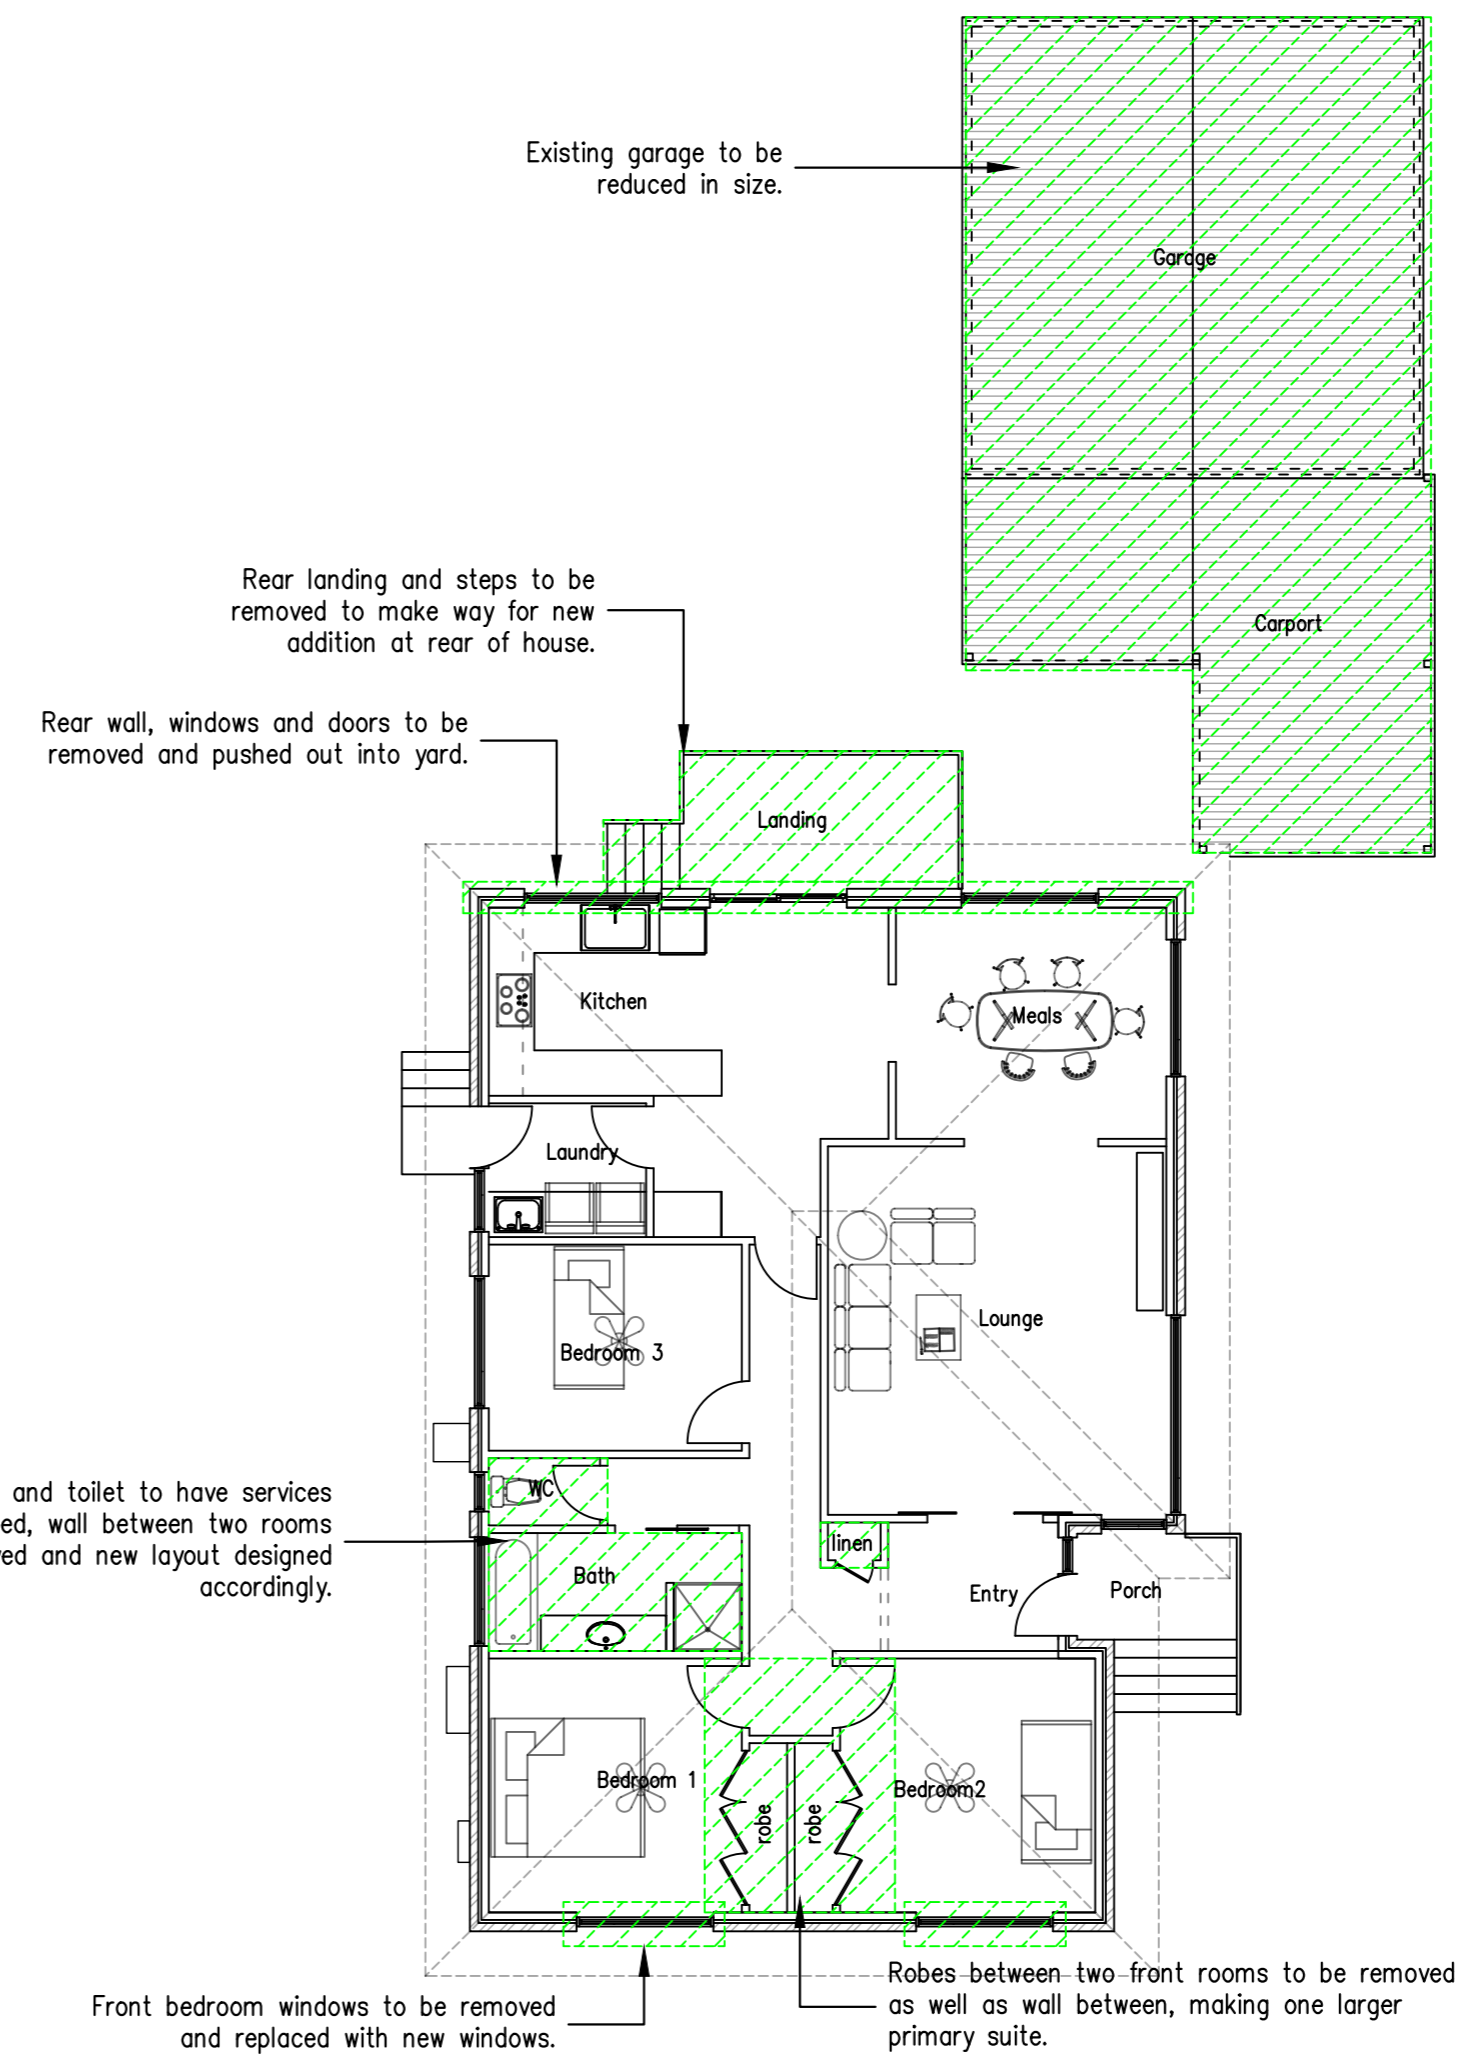 Existing garage to be
reduced in size.
Garage
Rear landing and steps to be
removed to make way for new
addition at rear of house.
Carport
Rear wall, windows and doors to be
removed and pushed out into yard.
Landing
Kitchen
Meals
Laundry
Lounge
Bedroom 3
WC
and toilet to have services
ed, wall between two rooms
ved and new layout designed
accordingly.
linen
Bath
Entry
Porch
Bedroom 1
robe
robe
Bedroom2
Front bedroom windows to be removed
and replaced with new windows.
Robes between two front rooms to be removed
as well as wall between, making one larger
primary suite.